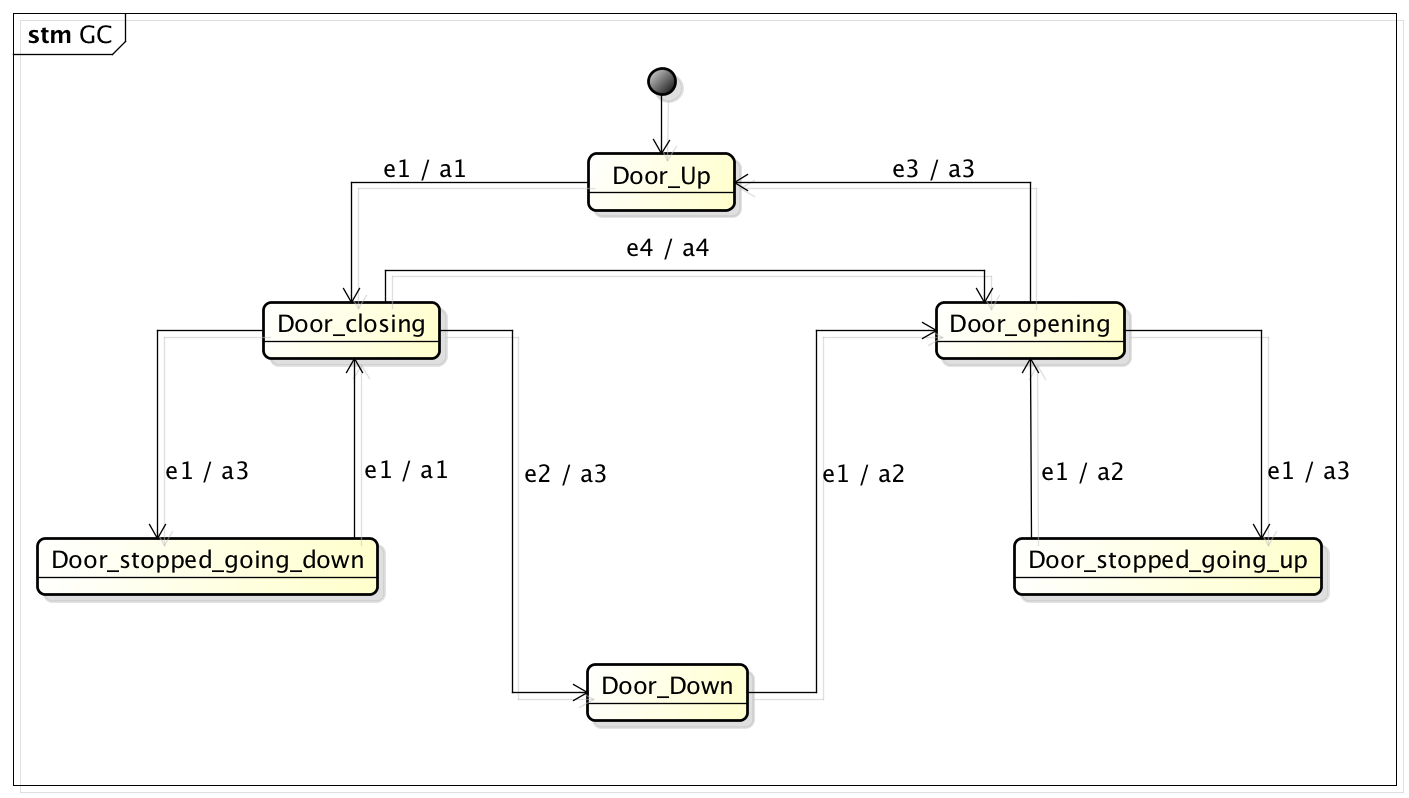 stm GC
Door_Up
e1 / a1
e3 / a3
e4 / a4
Door_closing
Door_opening
e1 / a3
e1 / a1
e2 / a3
e1 / a2
e1 / a2
e1 / a3
Door_stopped_going_down
Door_stopped_going_up
Door_Down